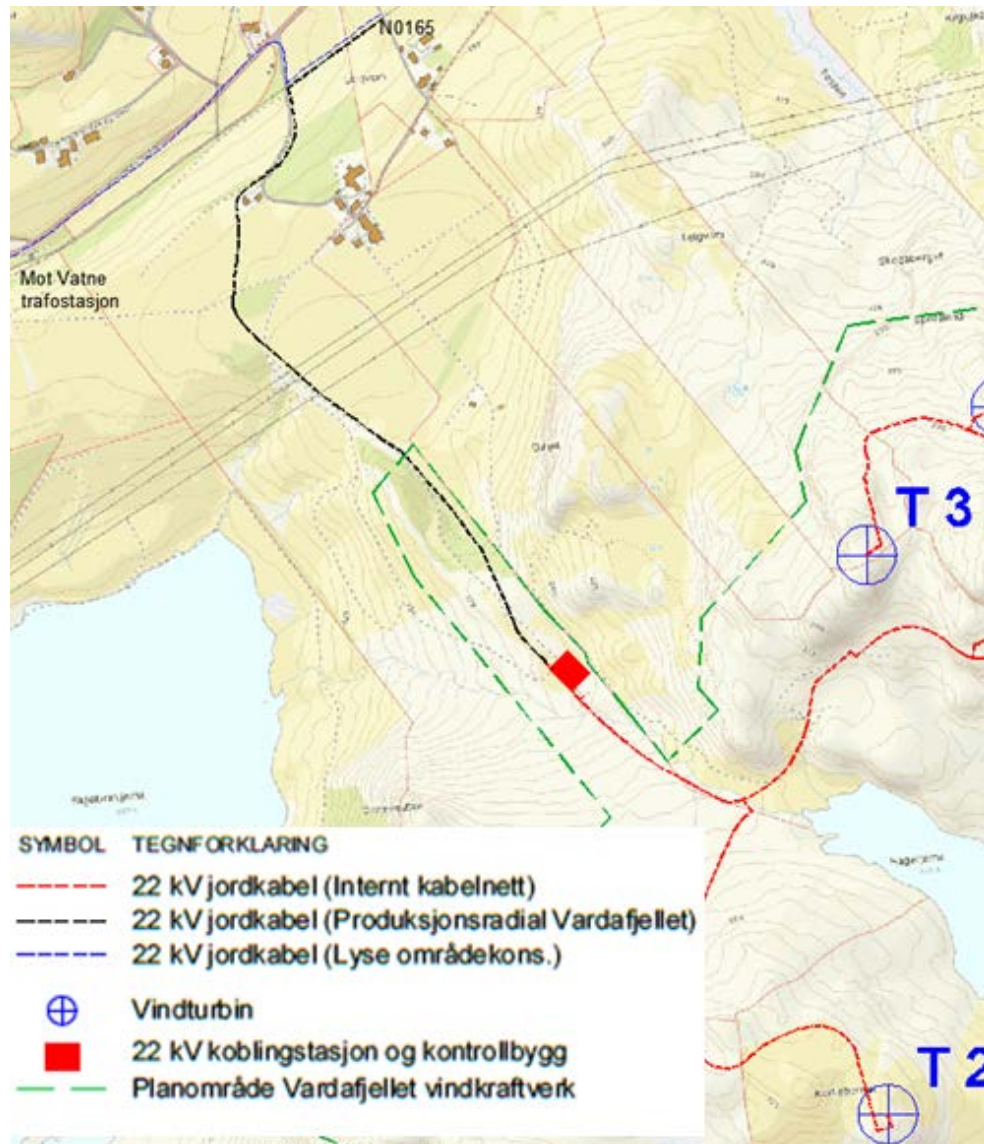 N0165
Mot Vatne
trafostasjon
T 3
SYMBOL TEGNFORKLARING
22 kV jordkabel (Internt kabelnett)
22 kV jordkabel (Produksjonsradial Vardafjellet)
22 kV jordkabel (Lyse områdekons.)
Vindturbin
22 kV koblingstasjon og kontrollbygg
Planområde Vardafjellet vindkraftverk
T 2